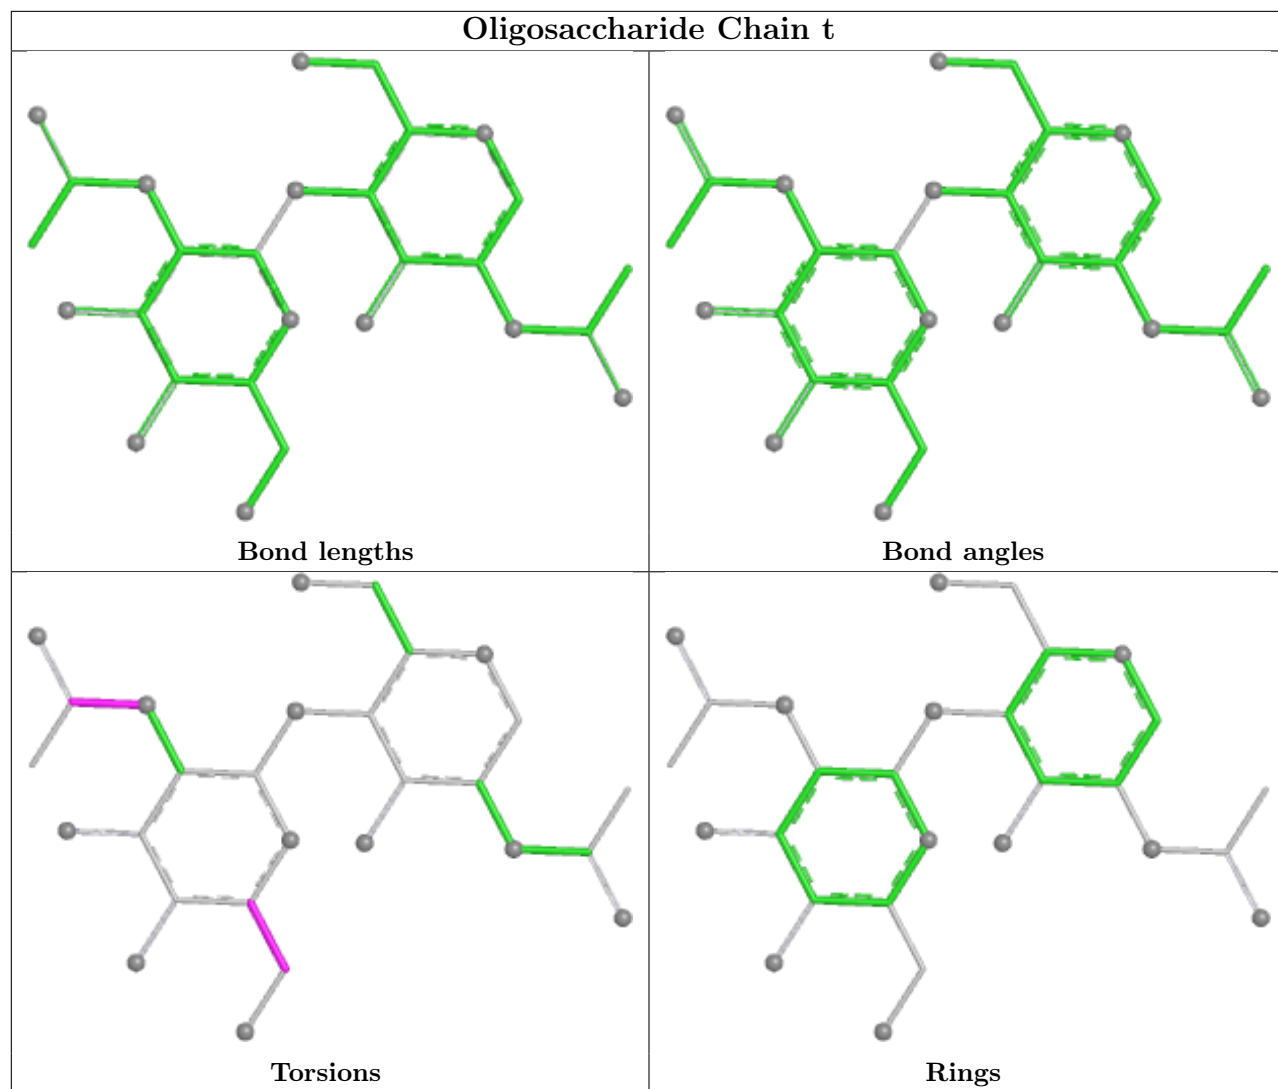 Oligosaccharide Chain t
Bond lengths
Bond angles
Torsions
Rings